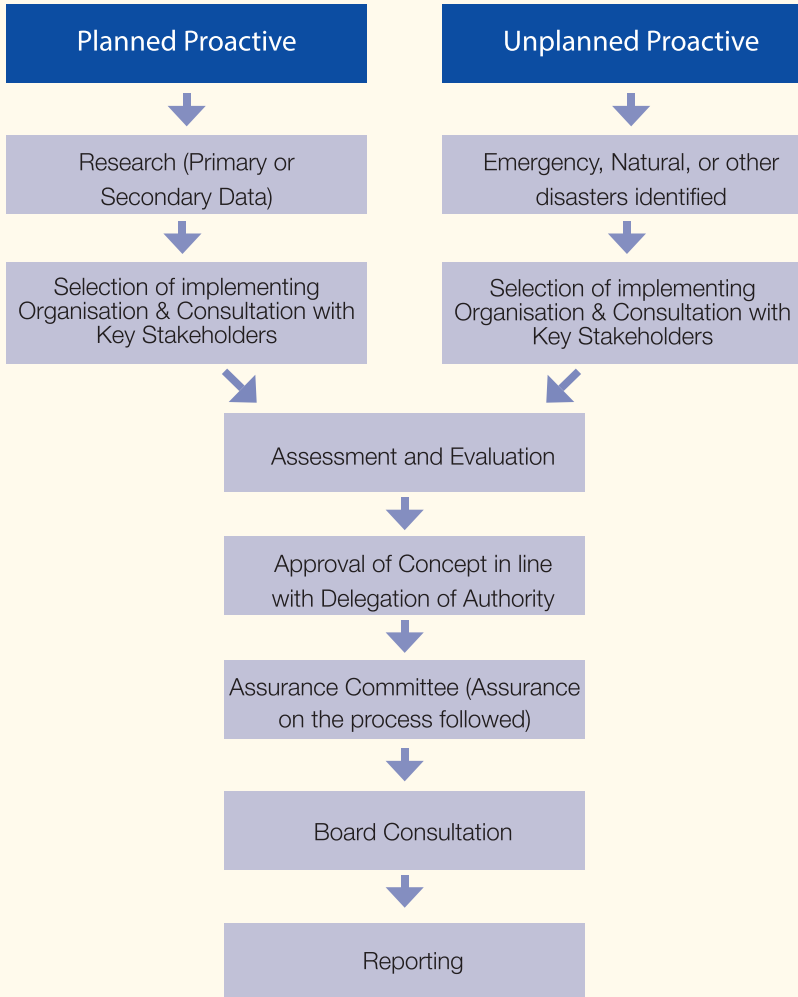 Planned Proactive
Unplanned Proactive
Research (Primary or
Secondary Data)
Emergency, Natural, or other
disasters identified
Selection of implementing
Organisation & Consultation with
Key Stakeholders
Selection of implementing
Organisation & Consultation with
Key Stakeholders
Assessment and Evaluation
Approval of Concept in line
with Delegation of Authority
Assurance Committee (Assurance
on the process followed)
Board Consultation
Reporting